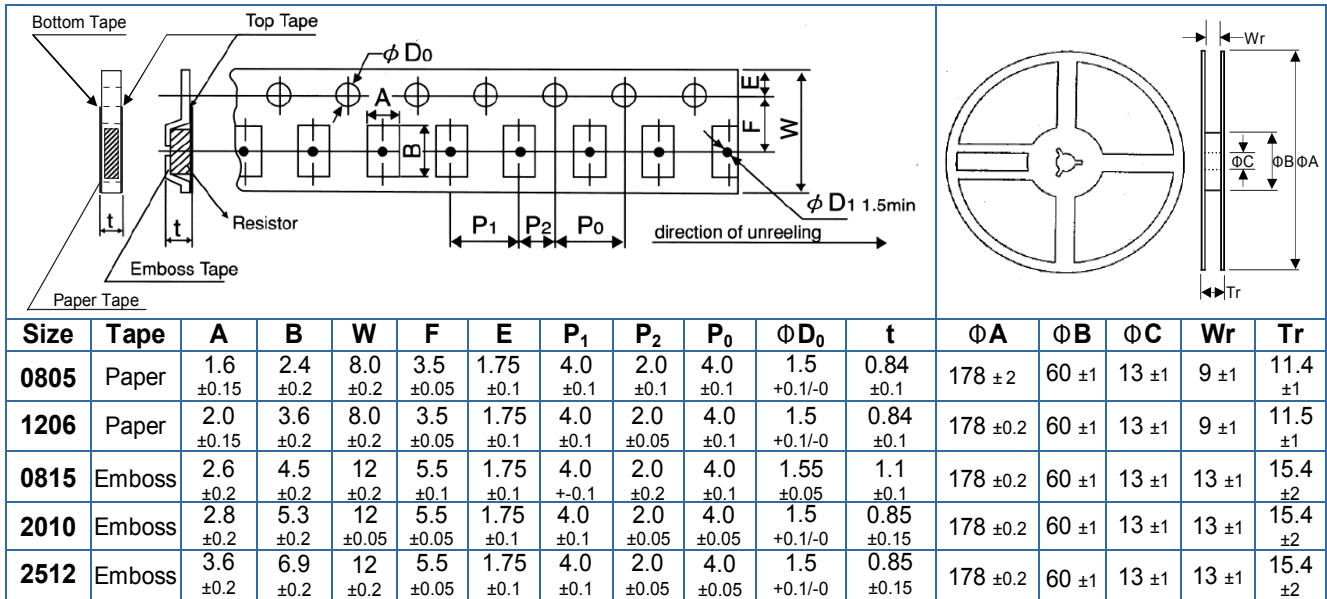 Bottom Tape
Top Tape
ϕ D0
A
B
E
F
W
t
t
Resistor
Emboss Tape
Paper Tape
P1
P2
P0
ϕ D1 1.5min
direction of unreeling
Wr
ΦC
ΦB
ΦA
Tr
Size Tape A B W F E P1 P2 P0 ΦD0 t ΦA ΦB ΦC Wr Tr
0805 Paper 1.6 ±0.15 2.4 ±0.2 8.0 ±0.2 3.5 ±0.05 1.75 ±0.1 4.0 ±0.1 2.0 ±0.1 4.0 ±0.1 1.5 +0.1/-0 0.84 ±0.1 178 ±2 60 ±1 13 ±1 9 ±1 11.4 ±1
1206 Paper 2.0 ±0.15 3.6 ±0.2 8.0 ±0.2 3.5 ±0.05 1.75 ±0.1 4.0 ±0.1 2.0 ±0.05 4.0 ±0.1 1.5 +0.1/-0 0.84 ±0.1 178 ±0.2 60 ±1 13 ±1 9 ±1 11.5 ±1
0815 Emboss 2.6 ±0.2 4.5 ±0.2 12 ±0.2 5.5 ±0.1 1.75 ±0.1 4.0 +-0.1 2.0 ±0.2 4.0 ±0.1 1.55 ±0.05 1.1 ±0.1 178 ±0.2 60 ±1 13 ±1 13 ±1 15.4 ±2
2010 Emboss 2.8 ±0.2 5.3 ±0.2 12 ±0.05 5.5 ±0.05 1.75 ±0.1 4.0 ±0.1 2.0 ±0.05 4.0 ±0.05 1.5 +0.1/-0 0.85 ±0.15 178 ±0.2 60 ±1 13 ±1 13 ±1 15.4 ±2
2512 Emboss 3.6 ±0.2 6.9 ±0.2 12 ±0.2 5.5 ±0.05 1.75 ±0.1 4.0 ±0.1 2.0 ±0.05 4.0 ±0.05 1.5 +0.1/-0 0.85 ±0.15 178 ±0.2 60 ±1 13 ±1 13 ±1 15.4 ±2